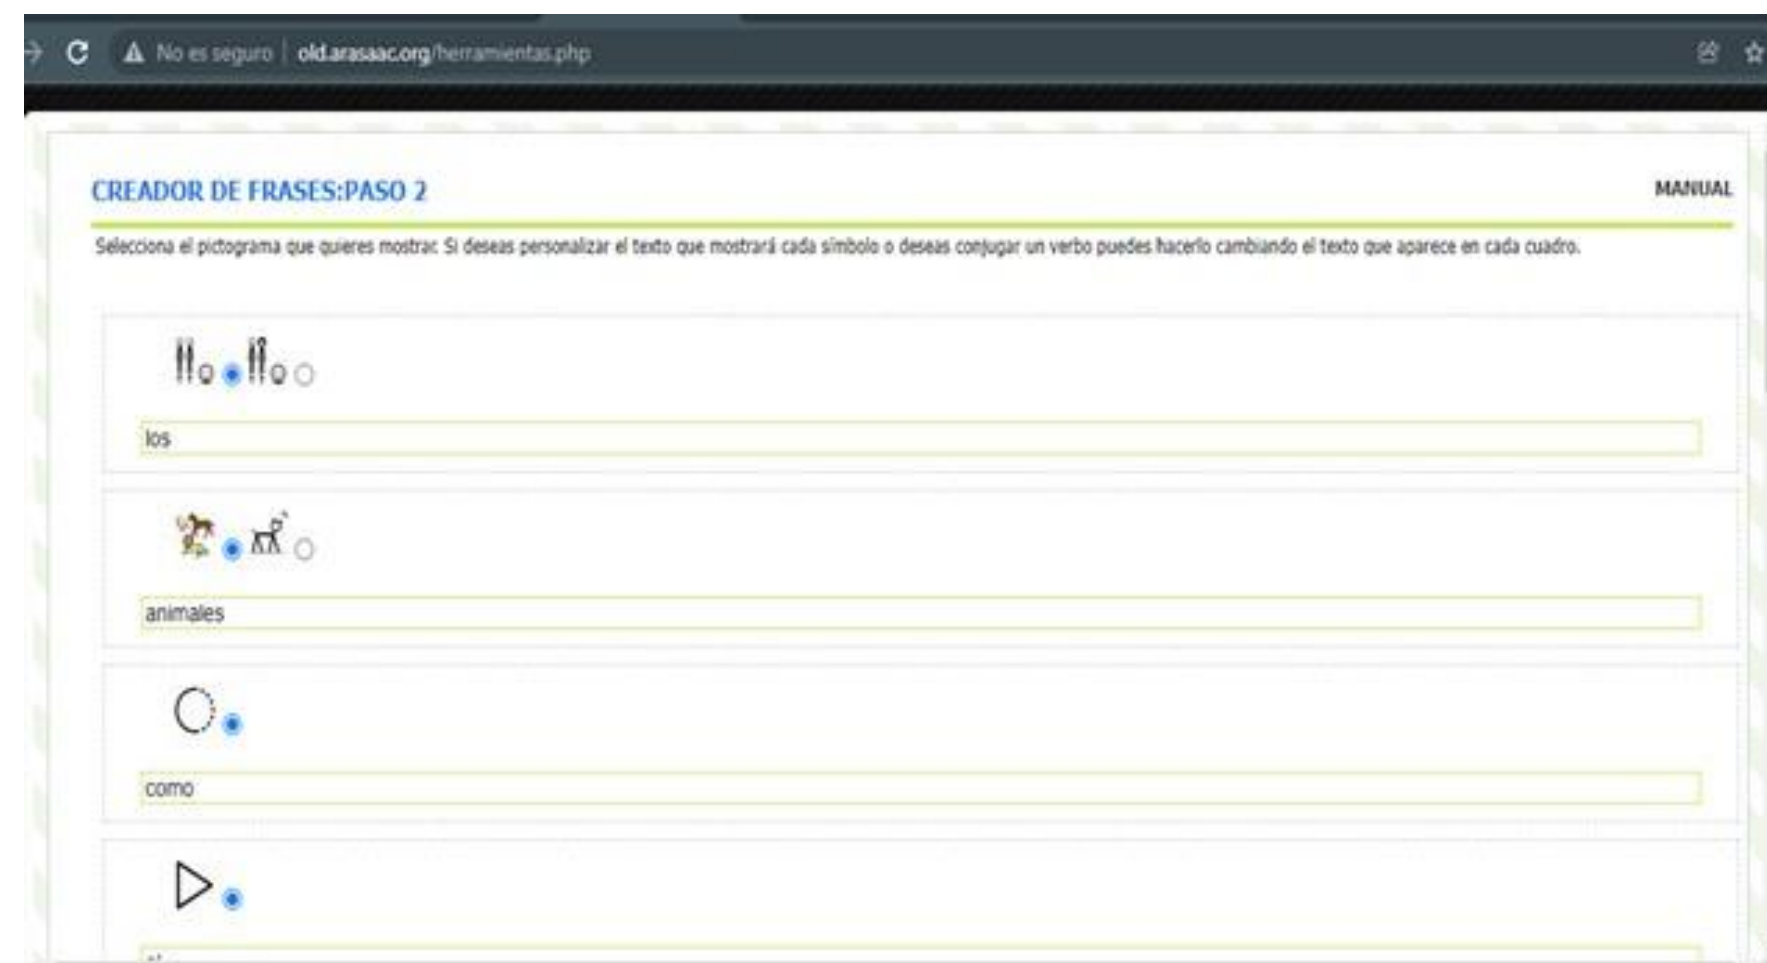 No es seguro | old.arasaac.org/herramientas.php
CREADOR DE FRASES:PASO 2
MANUAL
Selecciona el pictograma que quieres mostrar. Si deseas personalizar el texto que mostrará cada símbolo o deseas conjugar un verbo puedes hacerlo cambiando el texto que aparece en cada cuadro.
los
animales
como